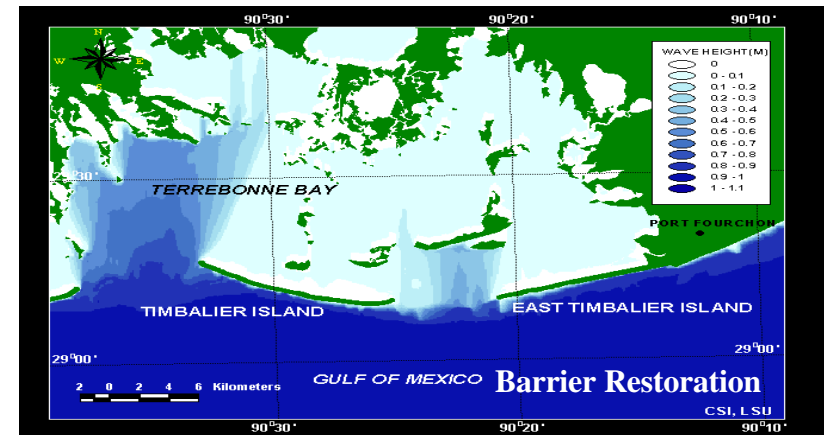 90°30' 90°20' 90°10'
N
W E
S
WAVE HEIGHT(M)
0
0 - 0.1
0.1 - 0.2
0.2 - 0.3
0.3 - 0.4
0.4 - 0.5
0.5 - 0.6
0.6 - 0.7
0.7 - 0.8
0.8 - 0.9
0.9 - 1
1 - 1.1
29°30'
TERREBONNE BAY
PORT FOURCHON
TIMBALIER ISLAND
EAST TIMBALIER ISLAND
29°00' 29°00'
2 0 2 4 6 Kilometers
GULF OF MEXICO
Barrier Restoration
CSI, LSU
90°30' 90°20' 90°10'